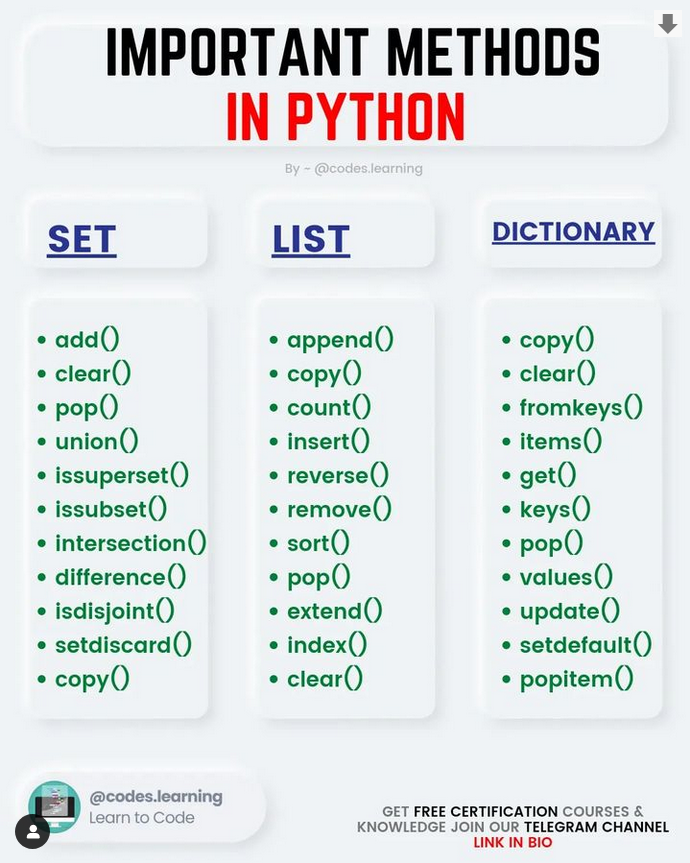 IMPORTANT METHODS
IN PYTHON
By - @codes.learning
SET
• add()
• clear()
• pop()
• union()
• issuperset()
• issubset()
• intersection()
• difference()
• isdisjoint()
• setdiscard()
• copy()
LIST
• append()
• copy()
• count()
• insert()
• reverse()
• remove()
• sort()
• pop()
• extend()
• index()
• clear()
DICTIONARY
• copy()
• clear()
• fromkeys()
• items()
• get()
• keys()
• pop()
• values()
• update()
• setdefault()
• popitem()
@codes.learning
Learn to Code
GET FREE CERTIFICATION COURSES &
KNOWLEDGE JOIN OUR TELEGRAM CHANNEL
LINK IN BIO